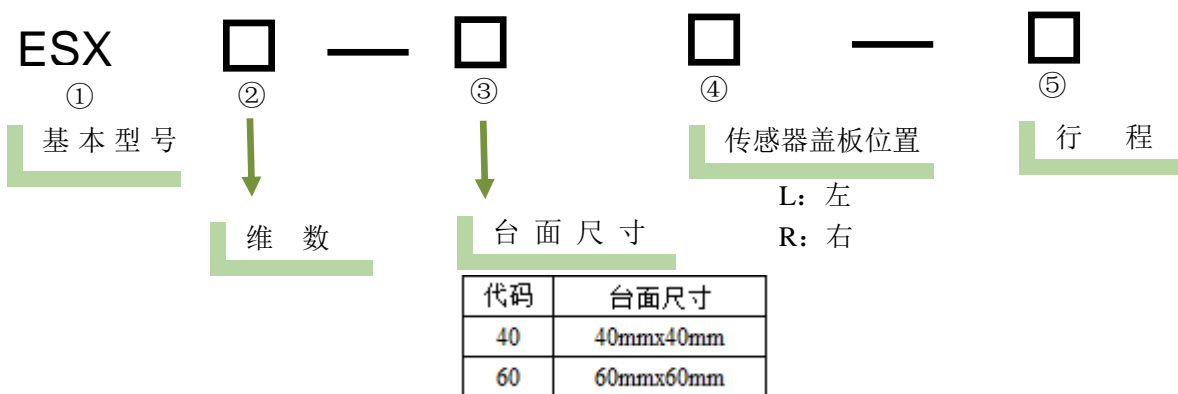 ESX □ — □ □ — □
① ② ③ ④ ⑤
基本型号 传感器盖板位置 行程
L：左
R：右
维数 台面尺寸
代码 台面尺寸
40 40mmx40mm
60 60mmx60mm